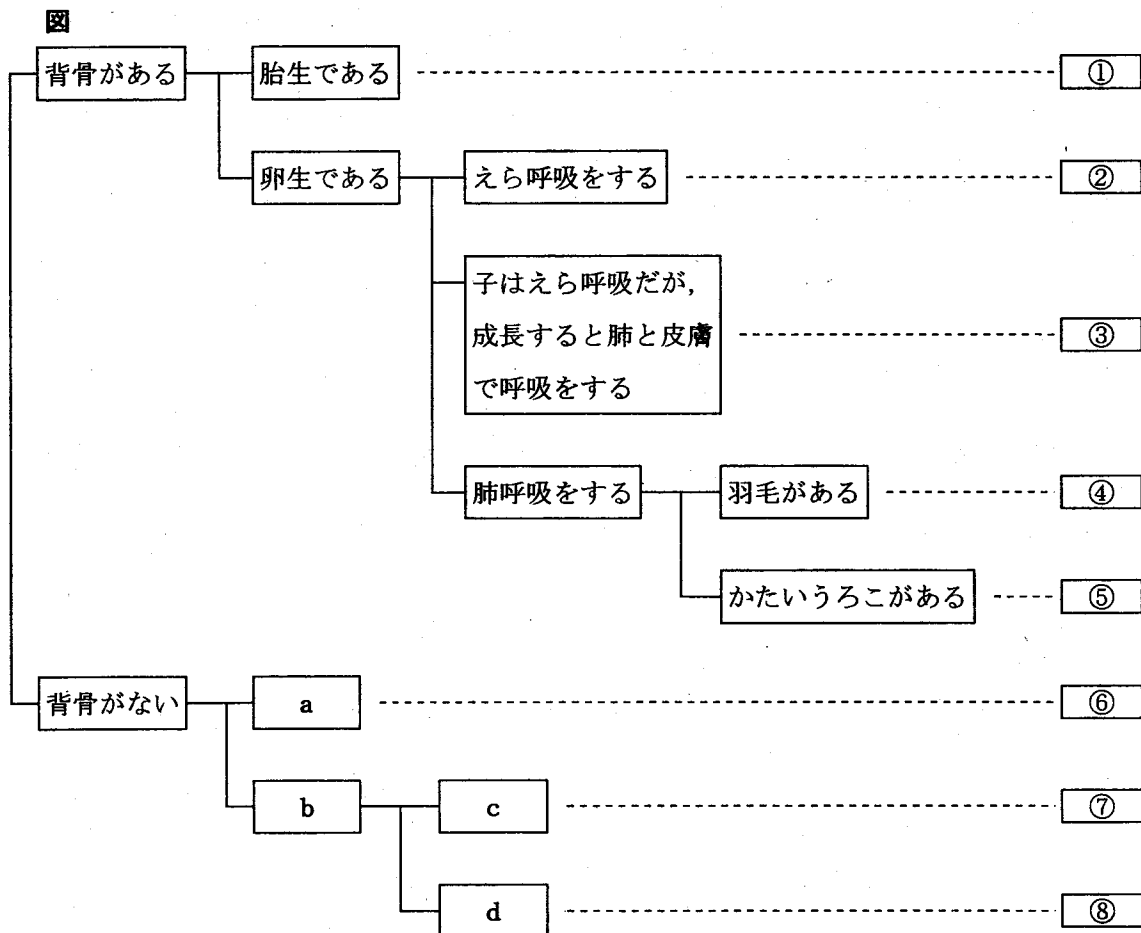 図
背骨がある
胎生である
①
卵生である
えら呼吸をする
②
子はえら呼吸だが,
成長すると肺と皮膚
で呼吸をする
③
肺呼吸をする
羽毛がある
④
かたいうろこがある
⑤
背骨がない
a
⑥
b
c
⑦
d
⑧